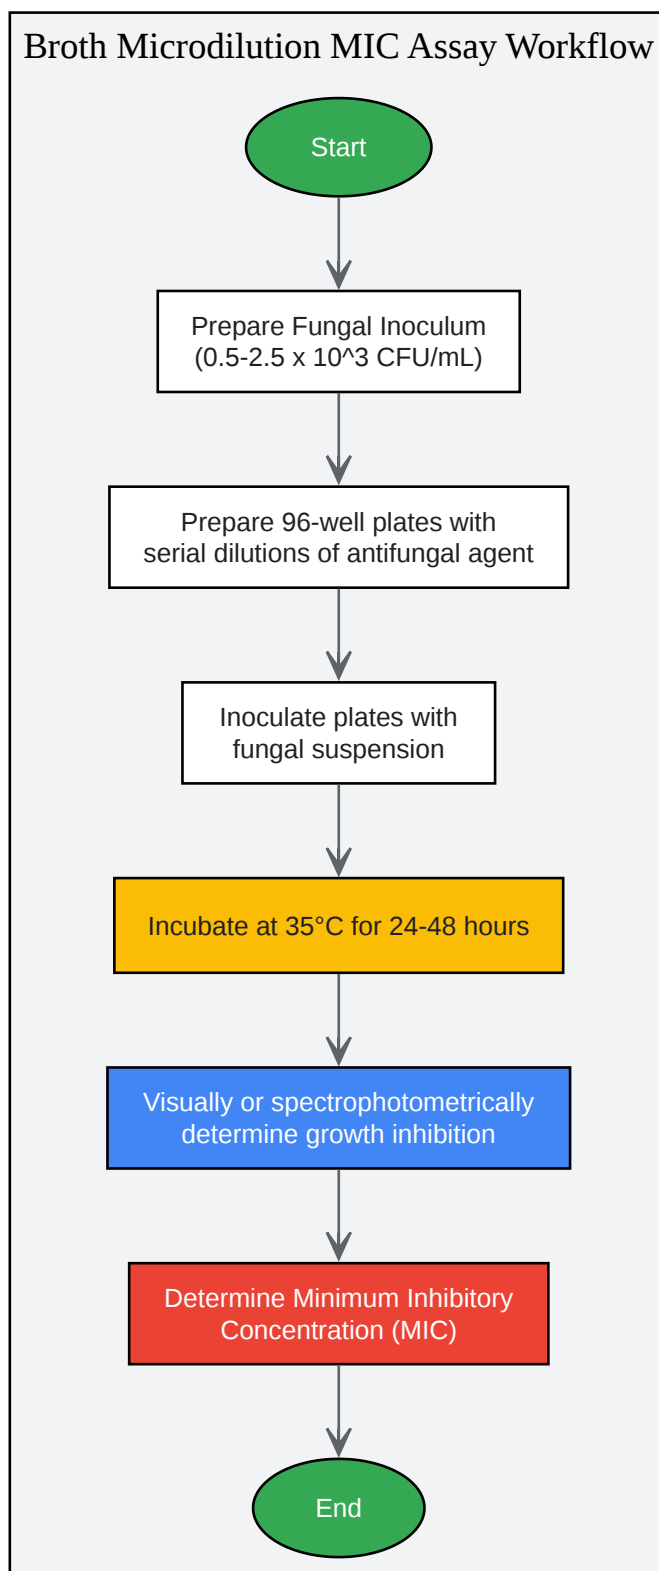 Broth Microdilution MIC Assay Workflow
Start
Prepare Fungal Inoculum
(0.5-2.5 x 10^3 CFU/mL)
Prepare 96-well plates with
serial dilutions of antifungal agent
Inoculate plates with
fungal suspension
Incubate at 35°C for 24-48 hours
Visually or spectrophotometrically
determine growth inhibition
Determine Minimum Inhibitory
Concentration (MIC)
End